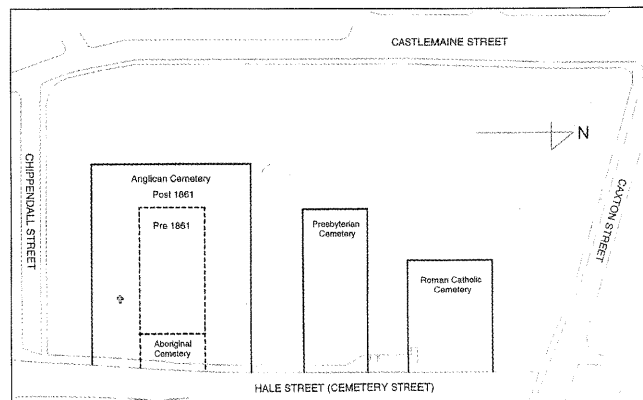 CASTLEMAINE STREET
N
CHIPPENDALL STREET
CAXTON STREET
Anglican Cemetery
Post 1861
Pre 1861
Aboriginal
Cemetery
Presbyterian
Cemetery
Roman Catholic
Cemetery
HALE STREET (CEMETERY STREET)